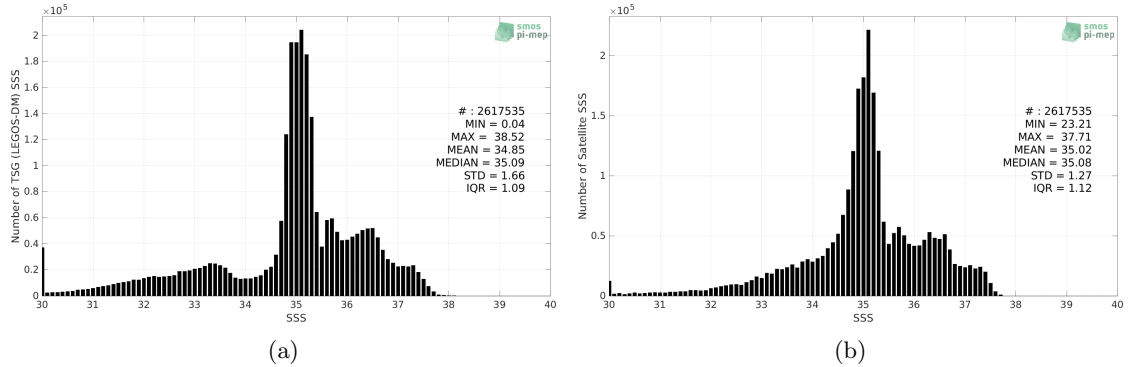 ×10⁵
2
1.8
1.6
1.4
1.2
1
0.8
0.6
0.4
0.2
0
Number of TSG (LEGOS-DM) SSS
smos
pi-mep
# : 2617535
MIN = 0.04
MAX = 38.52
MEAN = 34.85
MEDIAN = 35.09
STD = 1.66
IQR = 1.09
30 31 32 33 34 35 36 37 38 39 40
SSS
(a)
×10⁵
2
1.5
1
0.5
0
Number of Satellite SSS
smos
pi-mep
# : 2617535
MIN = 23.21
MAX = 37.71
MEAN = 35.02
MEDIAN = 35.08
STD = 1.27
IQR = 1.12
30 31 32 33 34 35 36 37 38 39 40
SSS
(b)